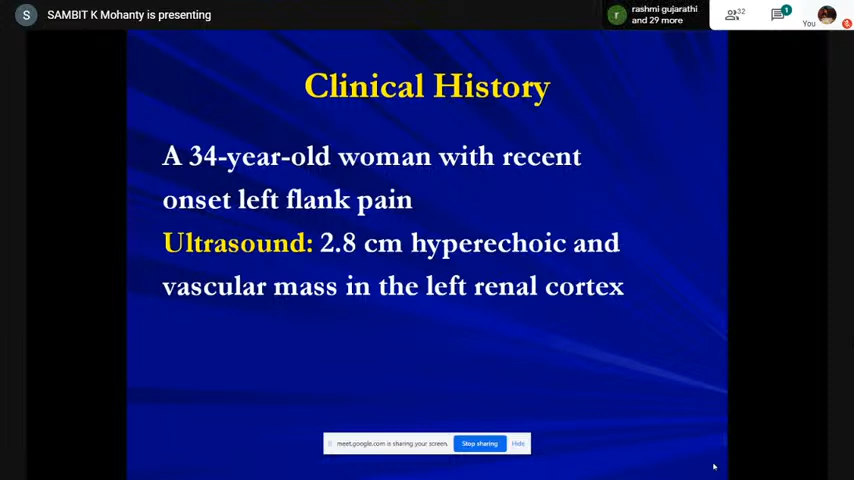 S SAMBIT K Mohanty is presenting
r rashmi gujarathi
and 29 more
32
1
You
Clinical History
A 34-year-old woman with recent
onset left flank pain
Ultrasound: 2.8 cm hyperechoic and
vascular mass in the left renal cortex
meet.google.com is sharing your screen. Stop sharing Hide